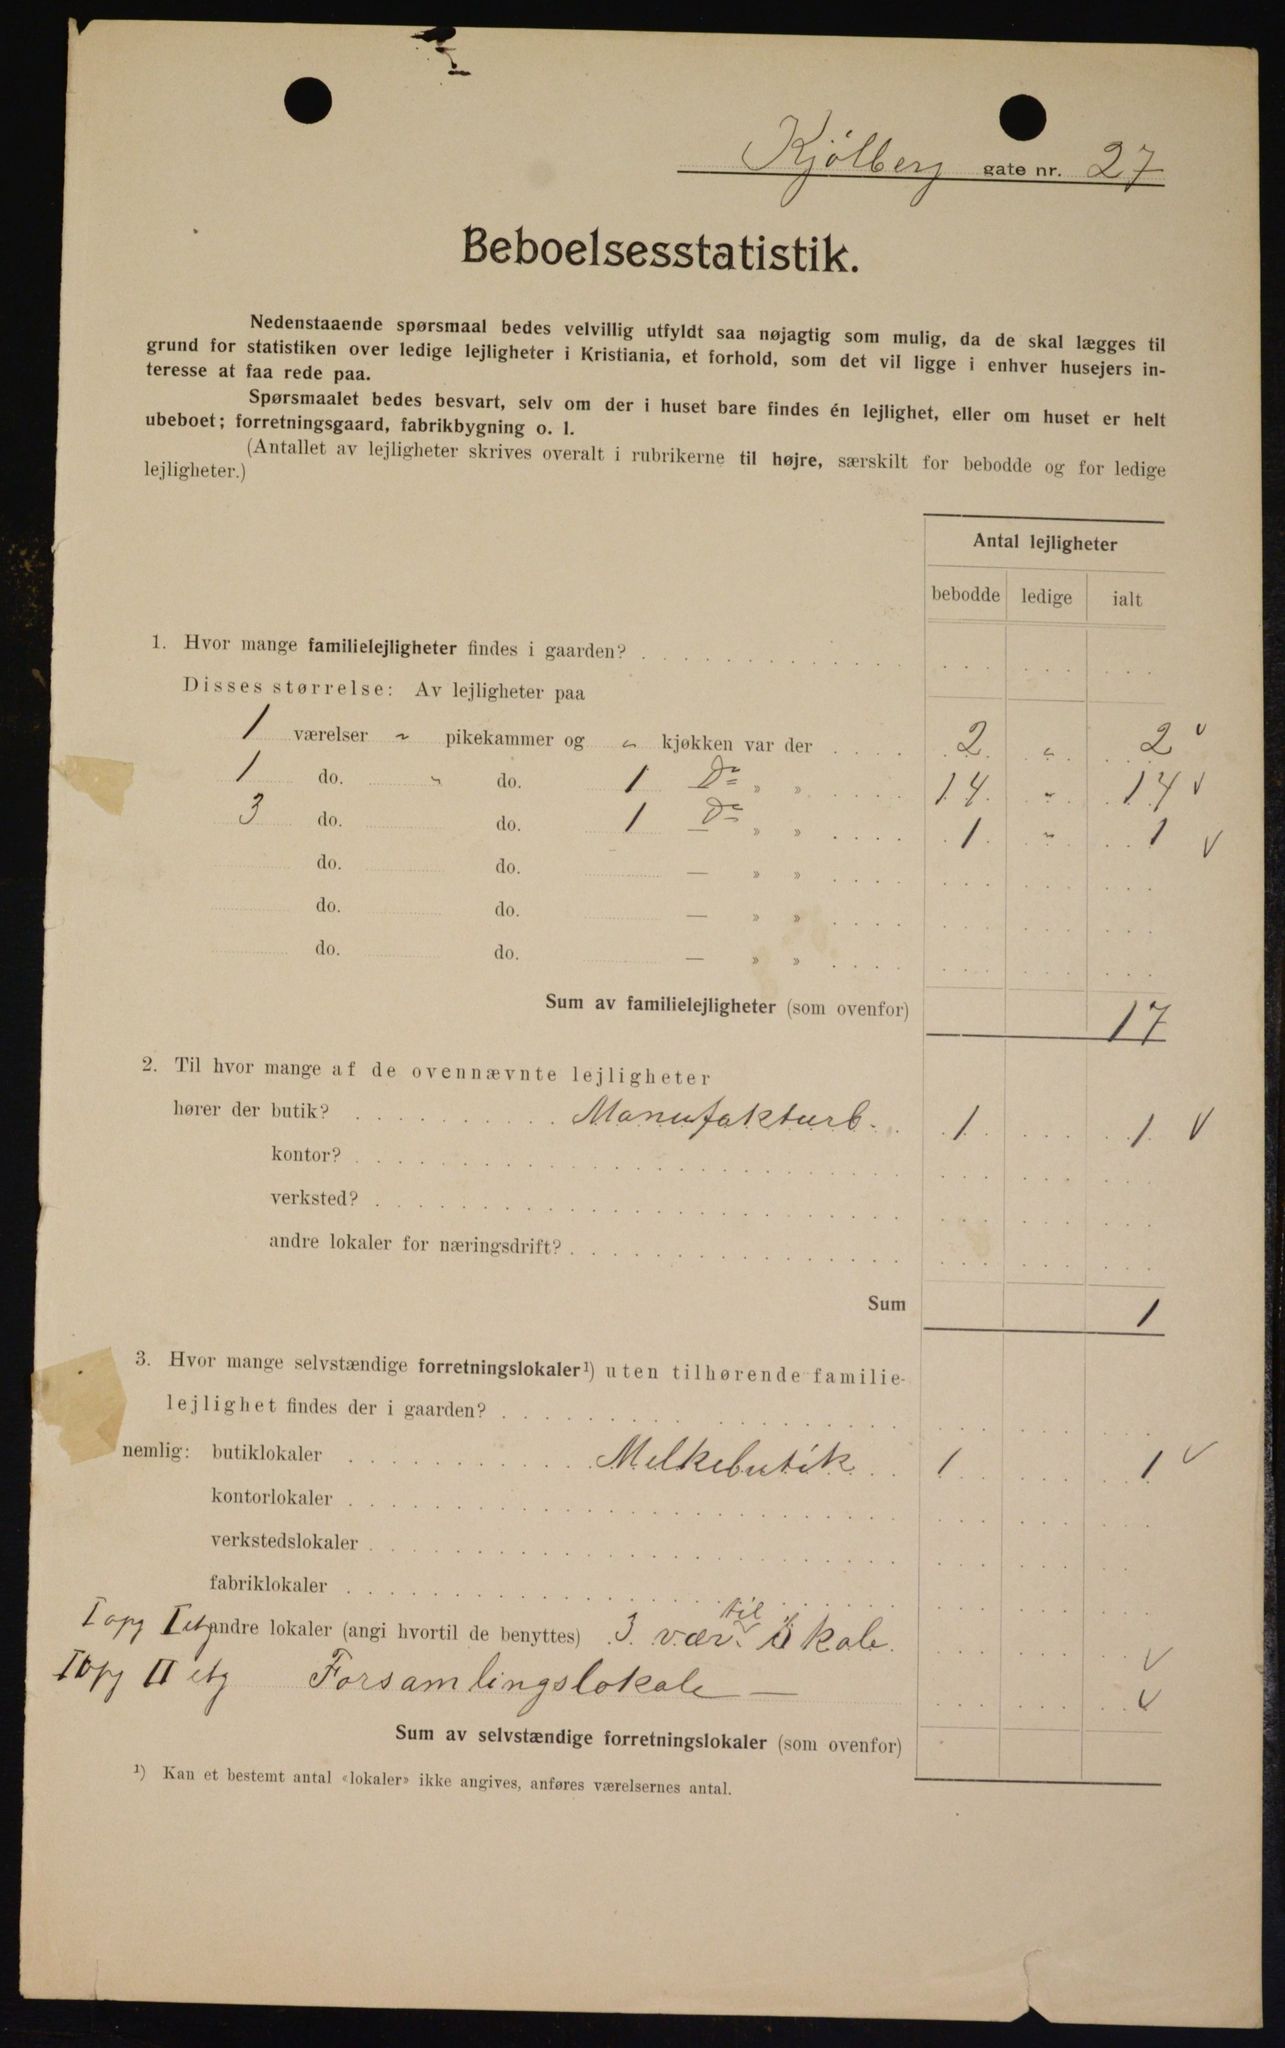 Kjølberg gate nr. 27
Beboelsesstatistik.
Nedenstaaende spørsmaal bedes velvillig utfyldt saa nøjagtig som mulig, da de skal lægges til
grund for statistiken over ledige lejligheter i Kristiania, et forhold, som det vil ligge i enhver husejers in-
teresse at faa rede paa.
Spørsmaalet bedes besvart, selv om der i huset bare findes én lejlighet, eller om huset er helt
ubeboet; forretningsgaard, fabrikbygning o. l.
(Antallet av lejligheter skrives overalt i rubrikerne til højre, særskilt for bebodde og for ledige
lejligheter.)
Antal lejligheter
bebodde ledige ialt
1. Hvor mange familielejligheter findes i gaarden?
Disses størrelse: Av lejligheter paa
1 værelser " pikekammer og " kjøkken var der 2 " 2
1 do. " do. 1 Do » » 14 " 14
3 do. do. 1 Do — » » 1 " 1
do. do. — » »
do. do. — » »
do. do. — » »
Sum av familielejligheter (som ovenfor) 17
2. Til hvor mange af de ovennævnte lejligheter
hører der butik? Manufakturb. 1 1
kontor?
verksted?
andre lokaler for næringsdrift?
Sum 1
3. Hvor mange selvstændige forretningslokaler¹) uten tilhørende familie-
lejlighet findes der i gaarden?
nemlig: butiklokaler Melkebutik 1 1
kontorlokaler
verkstedslokaler
fabriklokaler
til
I opg I etg andre lokaler (angi hvortil de benyttes) 3 vær. kale
opg II etg Forsamlingslokale —
Sum av selvstændige forretningslokaler (som ovenfor)
¹) Kan et bestemt antal «lokaler» ikke angives, anføres værelsernes antal.